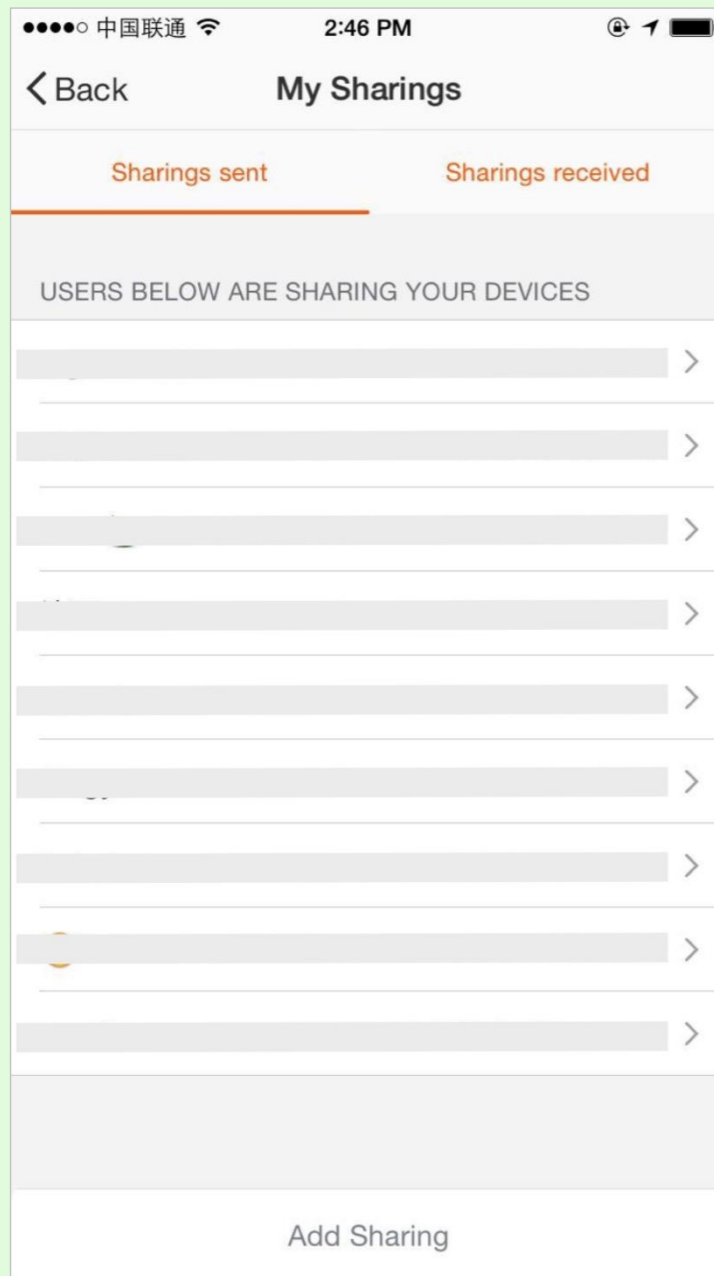 中国联通 2:46 PM
Back My Sharings
Sharings sent Sharings received
USERS BELOW ARE SHARING YOUR DEVICES
Add Sharing